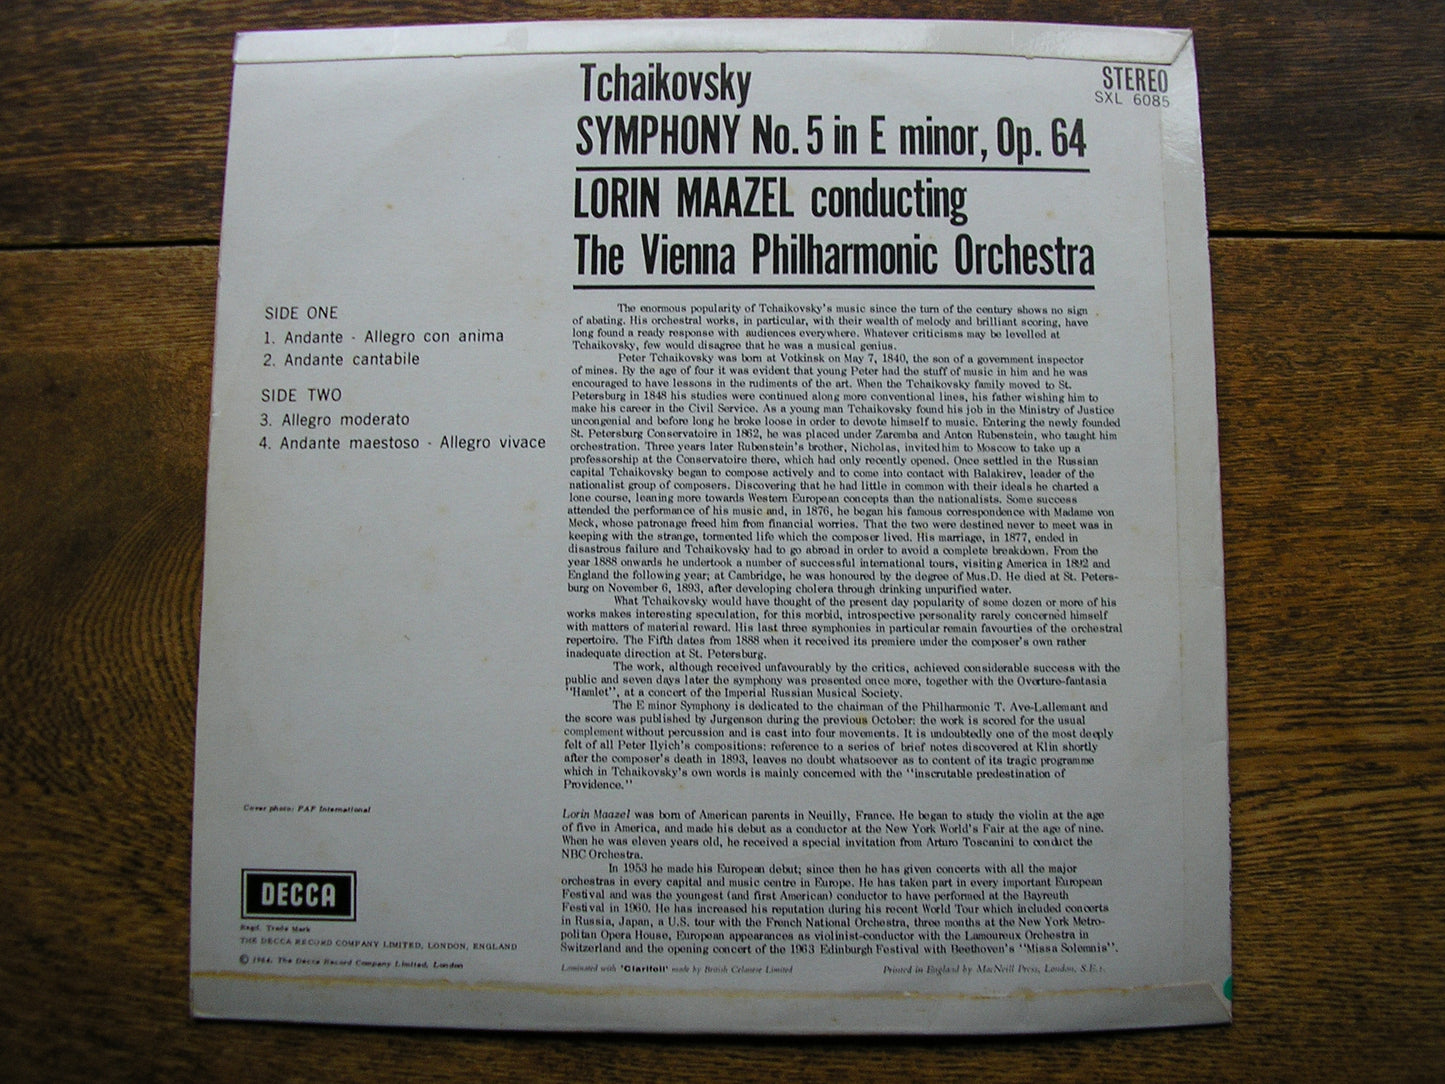 Tchaikovsky
STEREO
SXL 6085
SYMPHONY No. 5 in E minor, Op. 64
LORIN MAAZEL conducting
The Vienna Philharmonic Orchestra
SIDE ONE
1. Andante - Allegro con anima
2. Andante cantabile
SIDE TWO
3. Allegro moderato
4. Andante maestoso - Allegro vivace
The enormous popularity of Tchaikovsky's music since the turn of the century shows no sign
of abating. His orchestral works, in particular, with their wealth of melody and brilliant scoring, have
long found a ready response with audiences everywhere. Whatever criticisms may be levelled at
Tchaikovsky, few would disagree that he was a musical genius.
Peter Tchaikovsky was born at Votkinsk on May 7, 1840, the son of a government inspector
of mines. By the age of four it was evident that young Peter had the stuff of music in him and he was
encouraged to have lessons in the rudiments of the art. When the Tchaikovsky family moved to St.
Petersburg in 1848 his studies were continued along more conventional lines, his father wishing him to
make his career in the Civil Service. As a young man Tchaikovsky found his job in the Ministry of Justice
uncongenial and before long he broke loose in order to devote himself to music. Entering the newly founded
St. Petersburg Conservatoire in 1862, he was placed under Zaremba and Anton Rubenstein, who taught him
orchestration. Three years later Rubenstein's brother, Nicholas, invited him to Moscow to take up a
professorship at the Conservatoire there, which had only recently opened. Once settled in the Russian
capital Tchaikovsky began to compose actively and to come into contact with Balakirev, leader of the
nationalist group of composers. Discovering that he had little in common with their ideals he charted a
lone course, leaning more towards Western European concepts than the nationalists. Some success
attended the performance of his music and, in 1876, he began his famous correspondence with Madame von
Meck, whose patronage freed him from financial worries. That the two were destined never to meet was in
keeping with the strange, tormented life which the composer lived. His marriage, in 1877, ended in
disastrous failure and Tchaikovsky had to go abroad in order to avoid a complete breakdown. From the
year 1888 onwards he undertook a number of successful international tours, visiting America in 1892 and
England the following year; at Cambridge, he was honoured by the degree of Mus.D. He died at St. Peters-
burg on November 6, 1893, after developing cholera through drinking unpurified water.
What Tchaikovsky would have thought of the present day popularity of some dozen or more of his
works makes interesting speculation, for this morbid, introspective personality rarely concerned himself
with matters of material reward. His last three symphonies in particular remain favourties of the orchestral
repertoire. The Fifth dates from 1888 when it received its premiere under the composer's own rather
inadequate direction at St. Petersburg.
The work, although received unfavourably by the critics, achieved considerable success with the
public and seven days later the symphony was presented once more, together with the Overture-fantasia
"Hamlet", at a concert of the Imperial Russian Musical Society.
The E minor Symphony is dedicated to the chairman of the Philharmonic T. Ave-Lallemant and
the score was published by Jurgenson during the previous October: the work is scored for the usual
complement without percussion and is cast into four movements. It is undoubtedly one of the most deeply
felt of all Peter Ilyich's compositions: reference to a series of brief notes discovered at Klin shortly
after the composer's death in 1893, leaves no doubt whatsoever as to content of its tragic programme
which in Tchaikovsky's own words is mainly concerned with the "inscrutable predestination of
Providence."
Lorin Maazel was born of American parents in Neuilly, France. He began to study the violin at the age
of five in America, and made his debut as a conductor at the New York World's Fair at the age of nine.
When he was eleven years old, he received a special invitation from Arturo Toscanini to conduct the
NBC Orchestra.
In 1953 he made his European debut; since then he has given concerts with all the major
orchestras in every capital and music centre in Europe. He has taken part in every important European
Festival and was the youngest (and first American) conductor to have performed at the Bayreuth
Festival in 1960. He has increased his reputation during his recent World Tour which included concerts
in Russia, Japan, a U.S. tour with the French National Orchestra, three months at the New York Metro-
politan Opera House, European appearances as violinist-conductor with the Lamoureux Orchestra in
Switzerland and the opening concert of the 1963 Edinburgh Festival with Beethoven's "Missa Solemnis".
Cover photo: PAF International
DECCA
Regd. Trade Mark
THE DECCA RECORD COMPANY LIMITED, LONDON, ENGLAND
© 1964, The Decca Record Company Limited, London
Laminated with 'Clarifoil' made by British Celanese Limited
Printed in England by MacNeill Press, London, S.E.1.